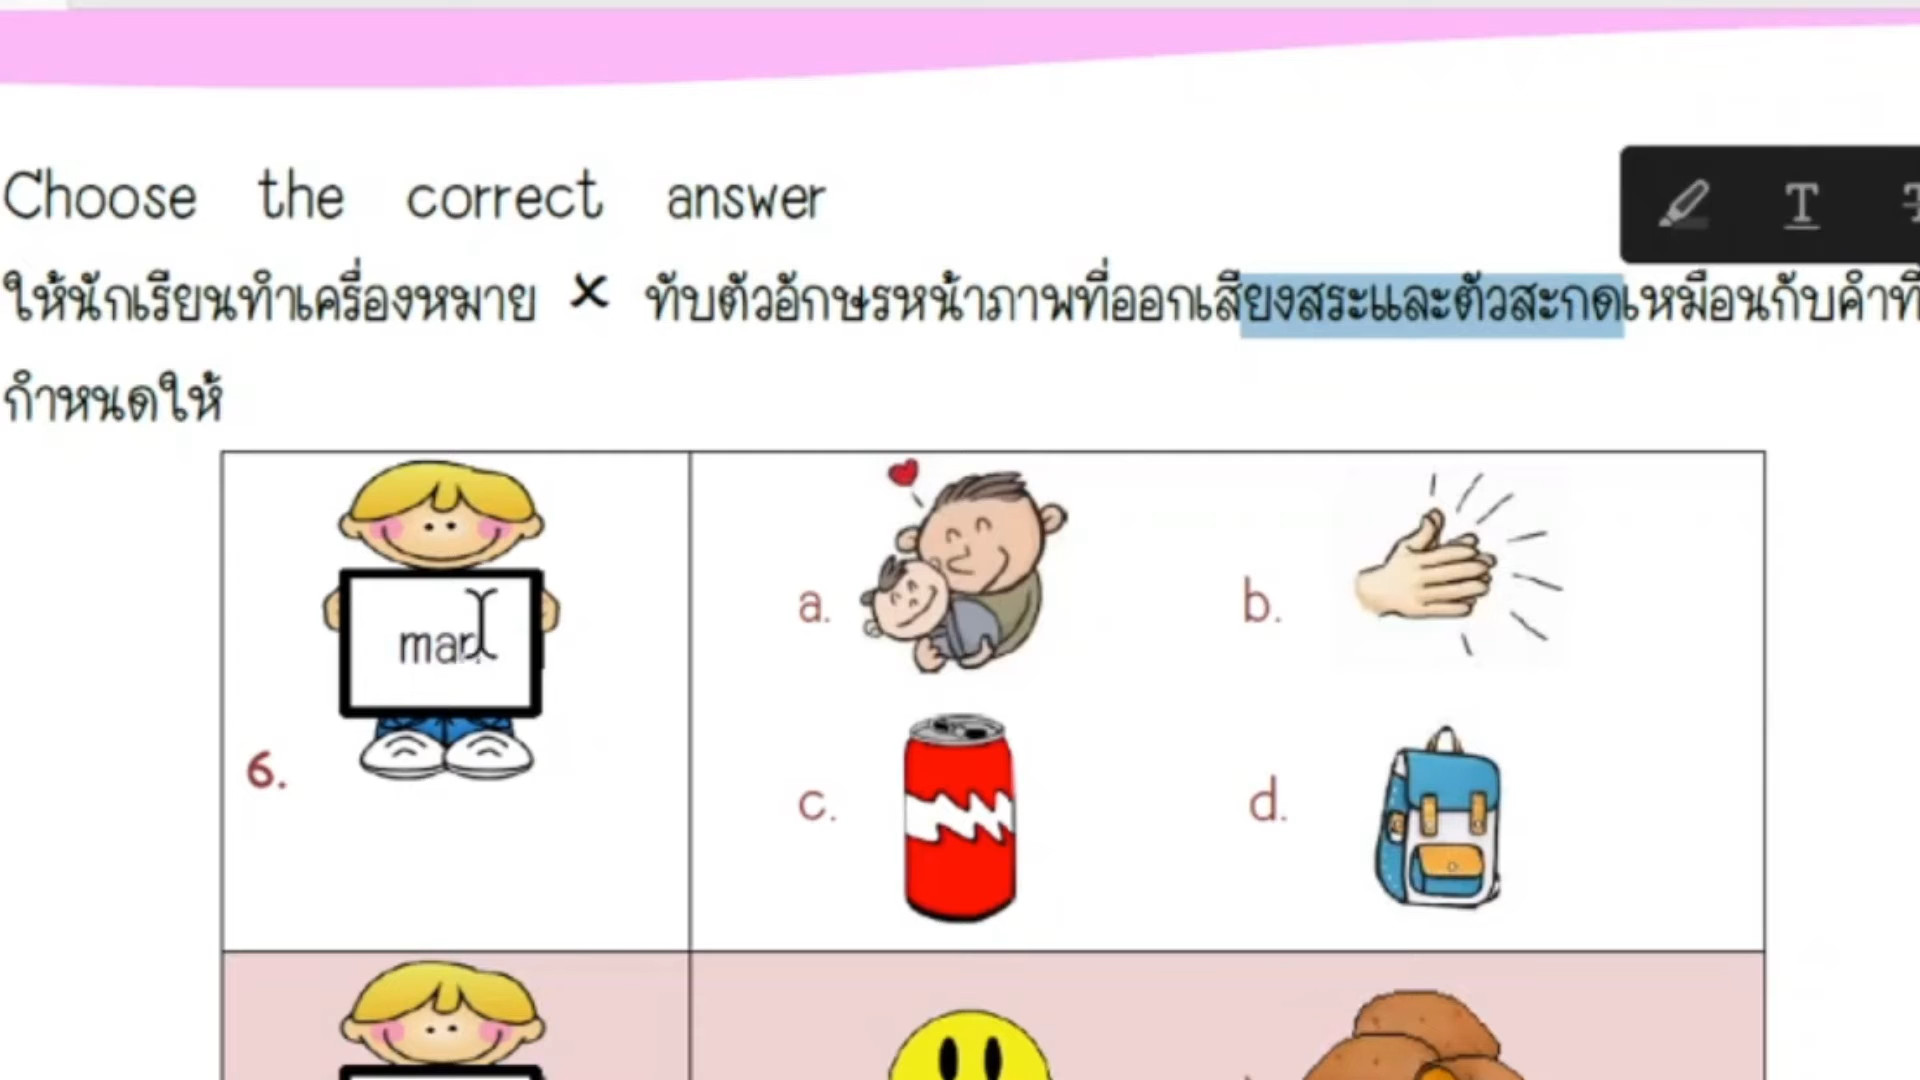 Choose the correct answer
ให้นักเรียนทำเครื่องหมาย × ทับตัวอักษรหน้าภาพที่ออกเสียงสระและตัวสะกดเหมือนกับคำที่
กำหนดให้
a.
b.
6.
c.
d.